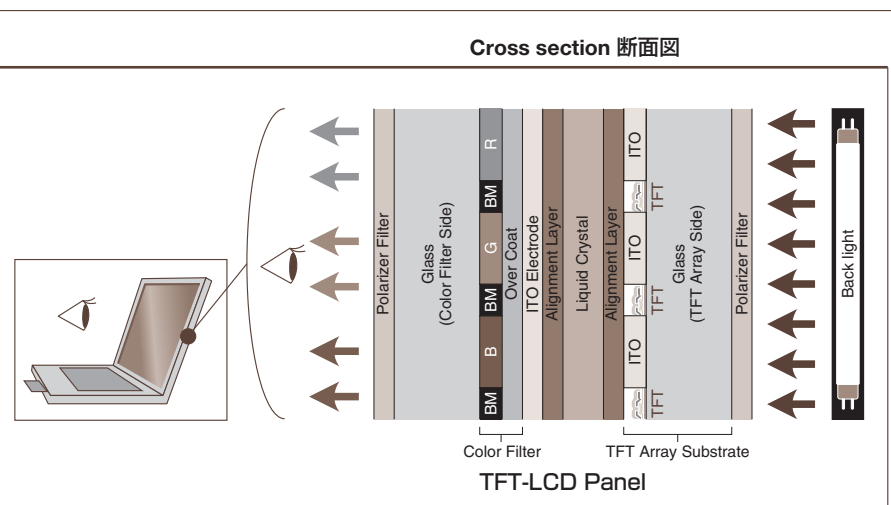 Cross section 断面図
Polarizer Filter
Glass
(Color Filter Side)
R
BM
G
BM
B
BM
Over Coat
ITO Electrode
Alignment Layer
Liquid Crystal
Alignment Layer
ITO
TFT
ITO
TFT
ITO
TFT
Glass
(TFT Array Side)
Polarizer Filter
Back light
Color Filter
TFT Array Substrate
TFT-LCD Panel